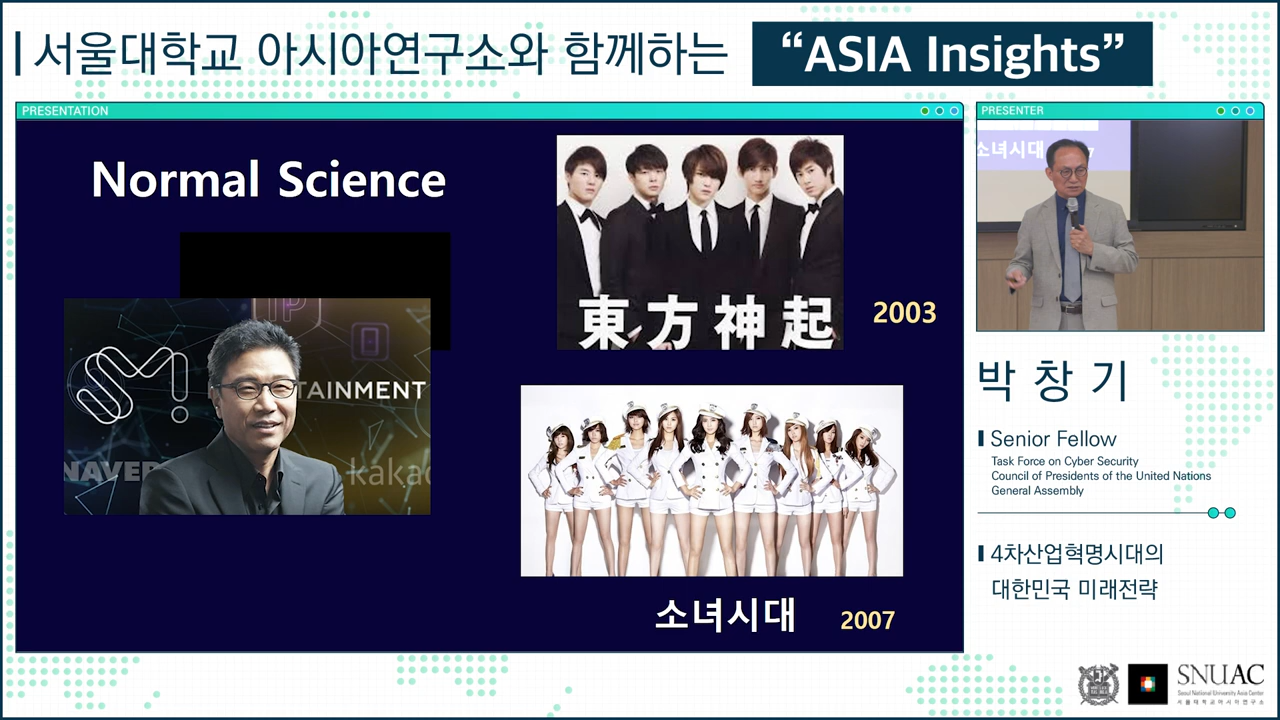 서울대학교 아시아연구소와 함께하는 “ASIA Insights”
PRESENTATION
Normal Science
TAINMENT
NAVER
kakao
東方神起
2003
소녀시대
2007
PRESENTER
소녀시대
박창기
Senior Fellow
Task Force on Cyber Security
Council of Presidents of the United Nations
General Assembly
4차산업혁명시대의
대한민국 미래전략
SNUAC
Seoul National University Asia Center
서울대학교아시아연구소